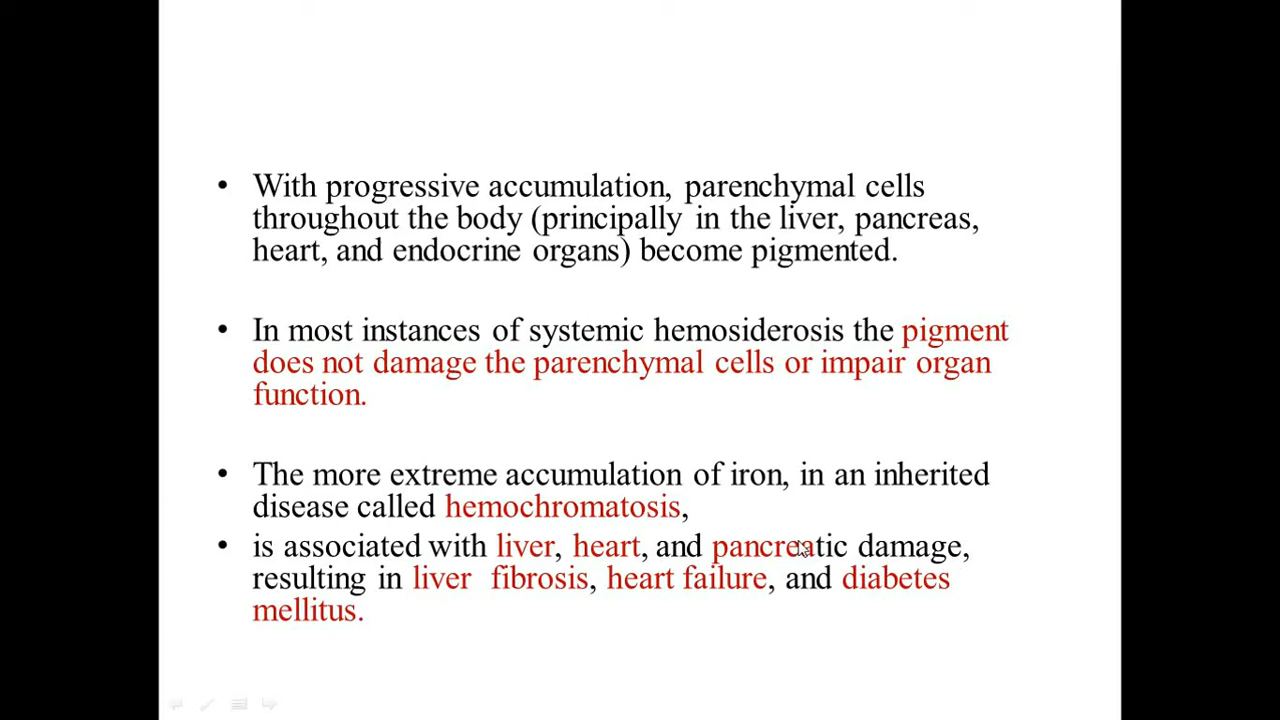 • With progressive accumulation, parenchymal cells
throughout the body (principally in the liver, pancreas,
heart, and endocrine organs) become pigmented.
• In most instances of systemic hemosiderosis the pigment
does not damage the parenchymal cells or impair organ
function.
• The more extreme accumulation of iron, in an inherited
disease called hemochromatosis,
• is associated with liver, heart, and pancreatic damage,
resulting in liver fibrosis, heart failure, and diabetes
mellitus.